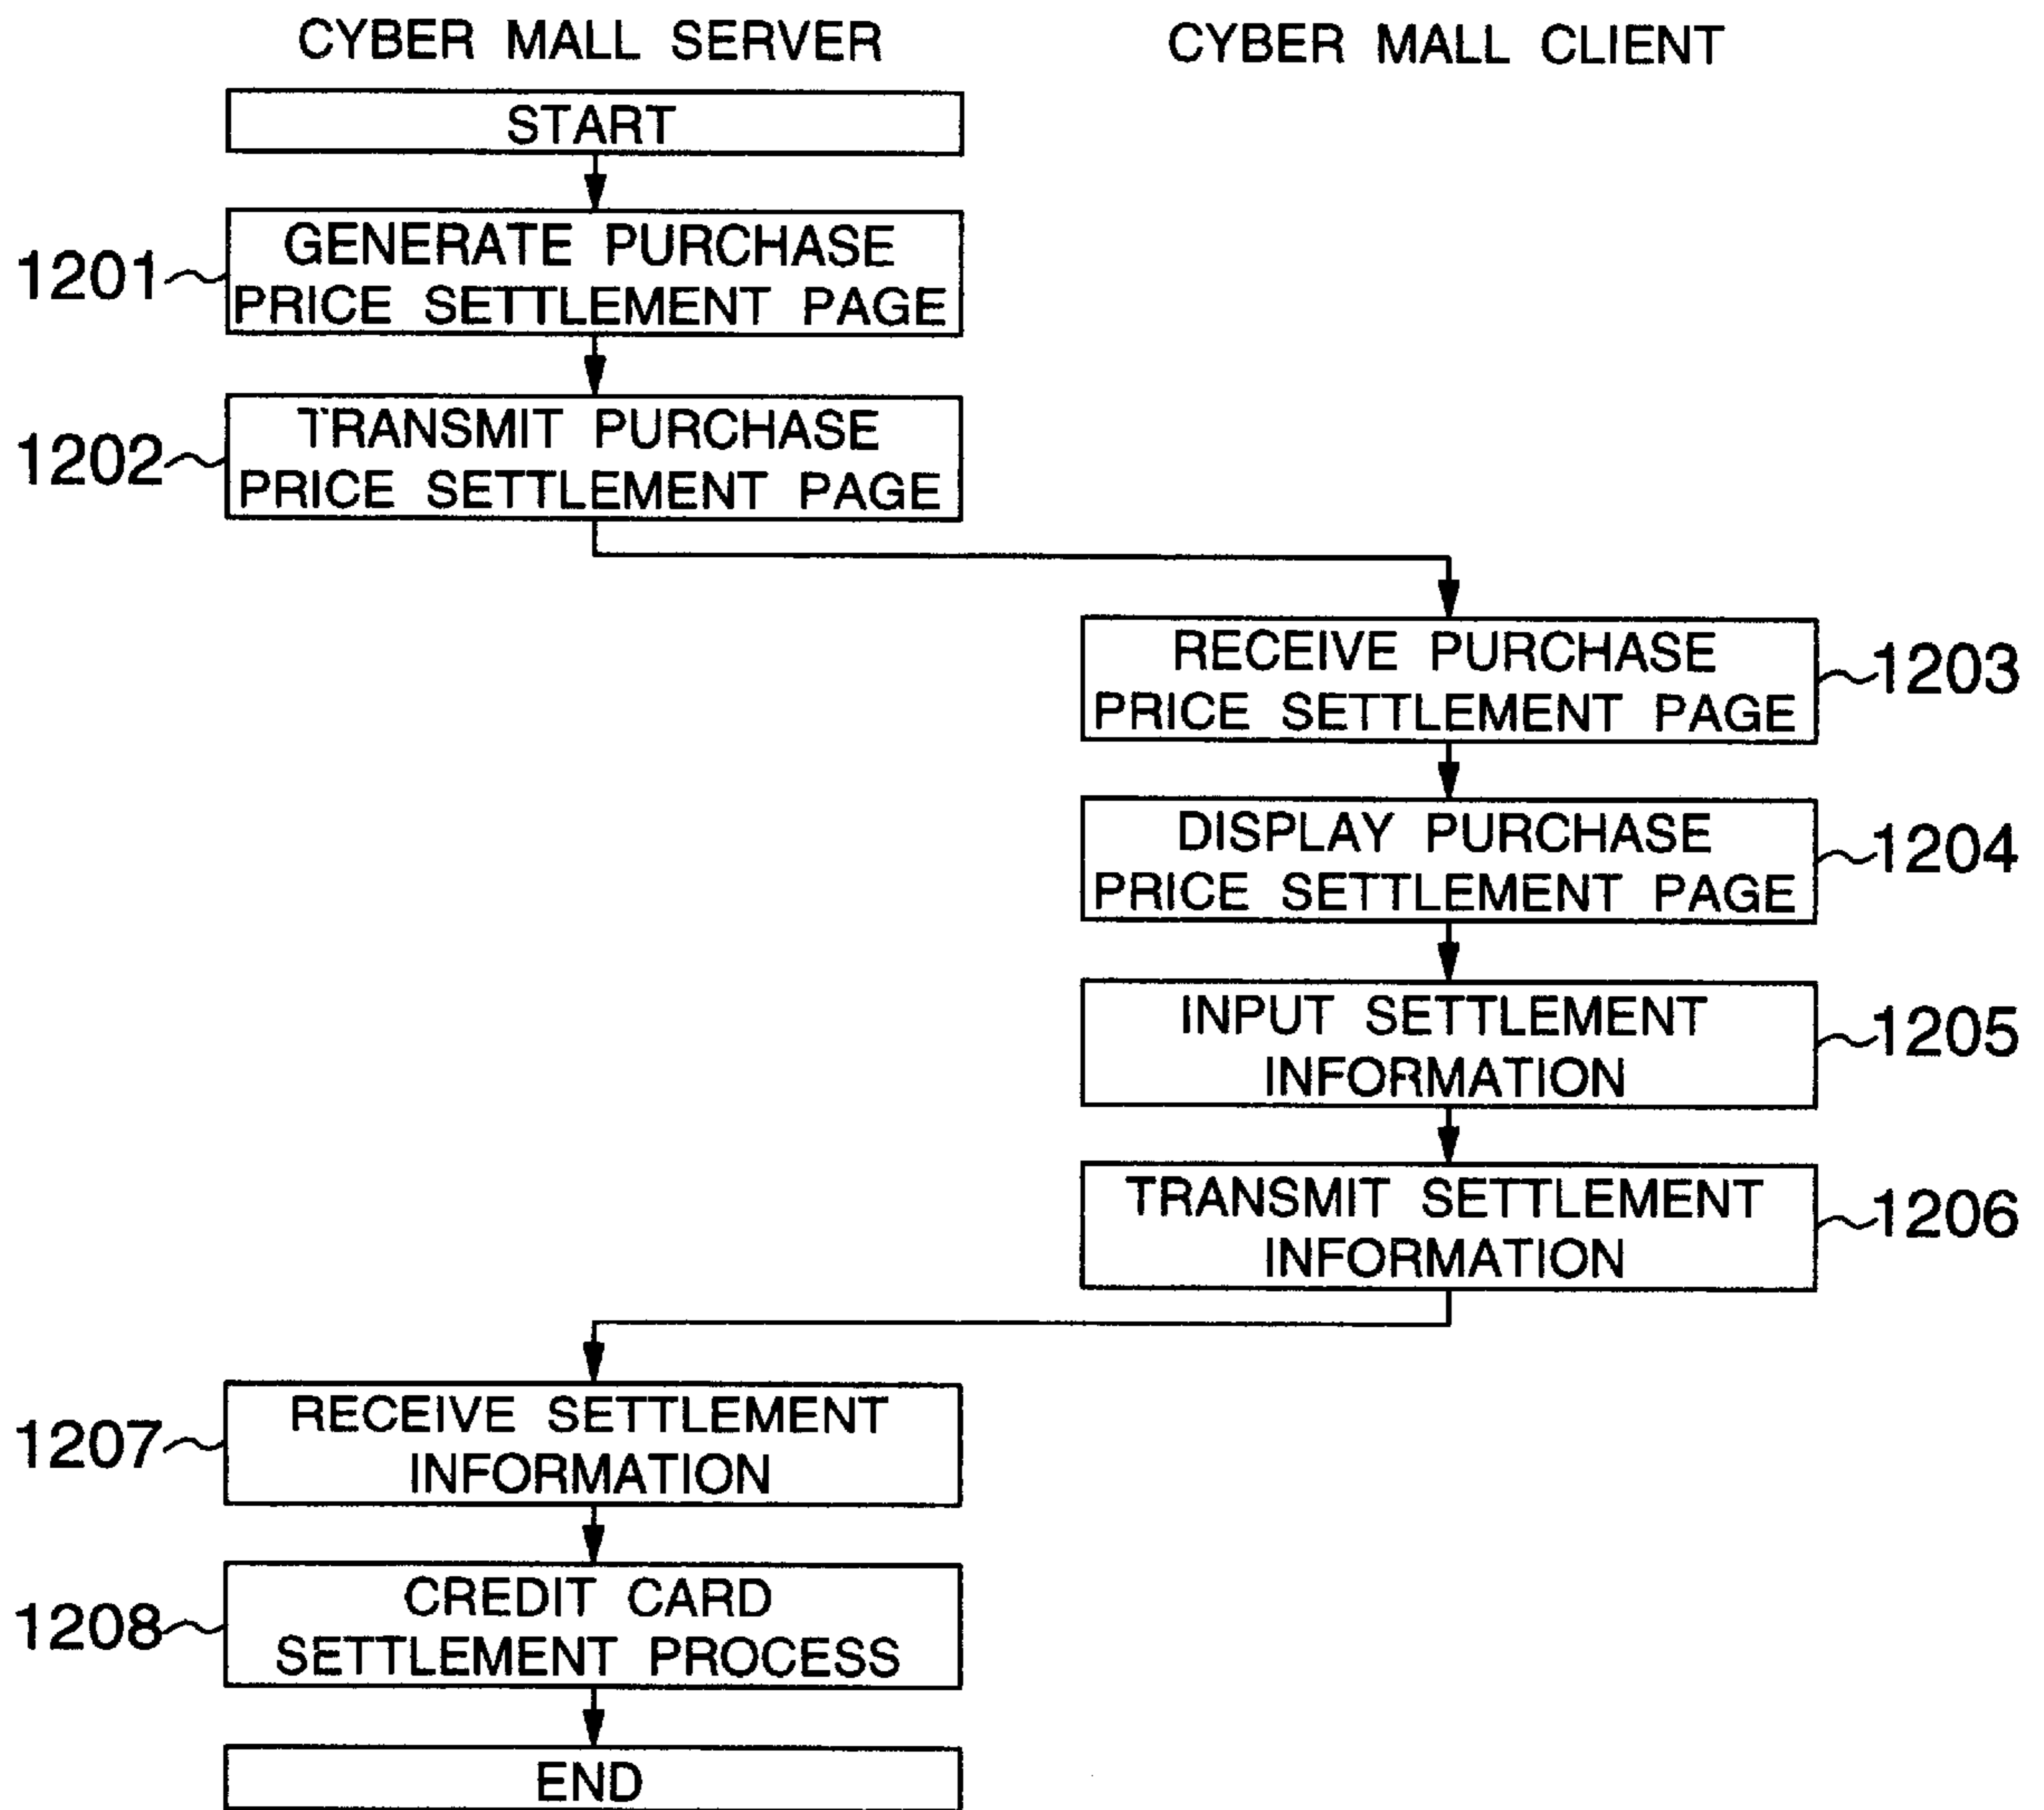 CYBER MALL SERVER
CYBER MALL CLIENT
START
1201
GENERATE PURCHASE
PRICE SETTLEMENT PAGE
1202
TRANSMIT PURCHASE
PRICE SETTLEMENT PAGE
RECEIVE PURCHASE
PRICE SETTLEMENT PAGE
1203
DISPLAY PURCHASE
PRICE SETTLEMENT PAGE
1204
INPUT SETTLEMENT
INFORMATION
1205
TRANSMIT SETTLEMENT
INFORMATION
1206
1207
RECEIVE SETTLEMENT
INFORMATION
1208
CREDIT CARD
SETTLEMENT PROCESS
END